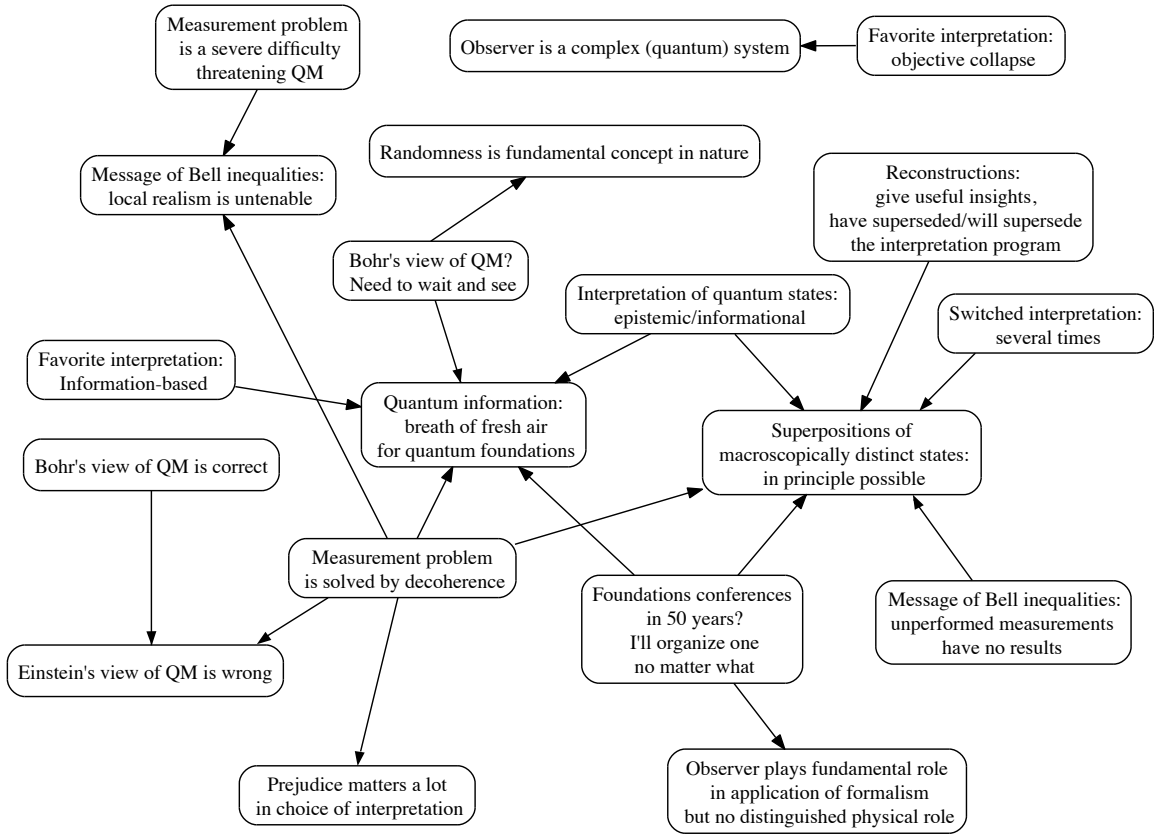 Measurement problem
is a severe difficulty
threatening QM
Observer is a complex (quantum) system
Favorite interpretation:
objective collapse
Randomness is fundamental concept in nature
Message of Bell inequalities:
local realism is untenable
Reconstructions:
give useful insights,
have superseded/will supersede
the interpretation program
Bohr's view of QM?
Need to wait and see
Interpretation of quantum states:
epistemic/informational
Switched interpretation:
several times
Favorite interpretation:
Information-based
Quantum information:
breath of fresh air
for quantum foundations
Superpositions of
macroscopically distinct states:
in principle possible
Bohr's view of QM is correct
Measurement problem
is solved by decoherence
Foundations conferences
in 50 years?
I'll organize one
no matter what
Message of Bell inequalities:
unperformed measurements
have no results
Einstein's view of QM is wrong
Prejudice matters a lot
in choice of interpretation
Observer plays fundamental role
in application of formalism
but no distinguished physical role